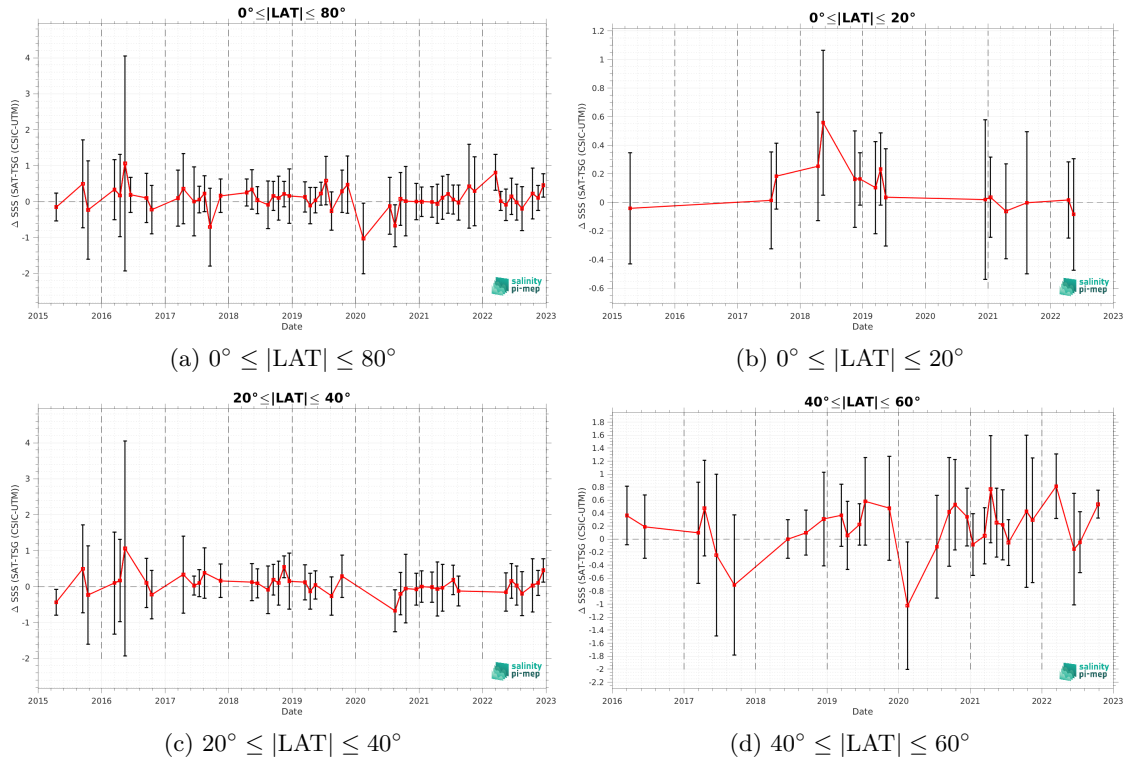 0°≤|LAT|≤ 80°
Δ SSS (SAT-TSG (CSIC-UTM))
4
3
2
1
0
-1
-2
2015 2016 2017 2018 2019 2020 2021 2022 2023
Date
salinity
pi-mep
(a) 0° ≤ |LAT| ≤ 80°
0°≤|LAT|≤ 20°
Δ SSS (SAT-TSG (CSIC-UTM))
1.2
1
0.8
0.6
0.4
0.2
0
-0.2
-0.4
-0.6
2015 2016 2017 2018 2019 2020 2021 2022 2023
Date
salinity
pi-mep
(b) 0° ≤ |LAT| ≤ 20°
20°≤|LAT|≤ 40°
Δ SSS (SAT-TSG (CSIC-UTM))
4
3
2
1
0
-1
-2
2015 2016 2017 2018 2019 2020 2021 2022 2023
Date
salinity
pi-mep
(c) 20° ≤ |LAT| ≤ 40°
40°≤|LAT|≤ 60°
Δ SSS (SAT-TSG (CSIC-UTM))
1.8
1.6
1.4
1.2
1
0.8
0.6
0.4
0.2
0
-0.2
-0.4
-0.6
-0.8
-1
-1.2
-1.4
-1.6
-1.8
-2
-2.2
2016 2017 2018 2019 2020 2021 2022 2023
Date
salinity
pi-mep
(d) 40° ≤ |LAT| ≤ 60°